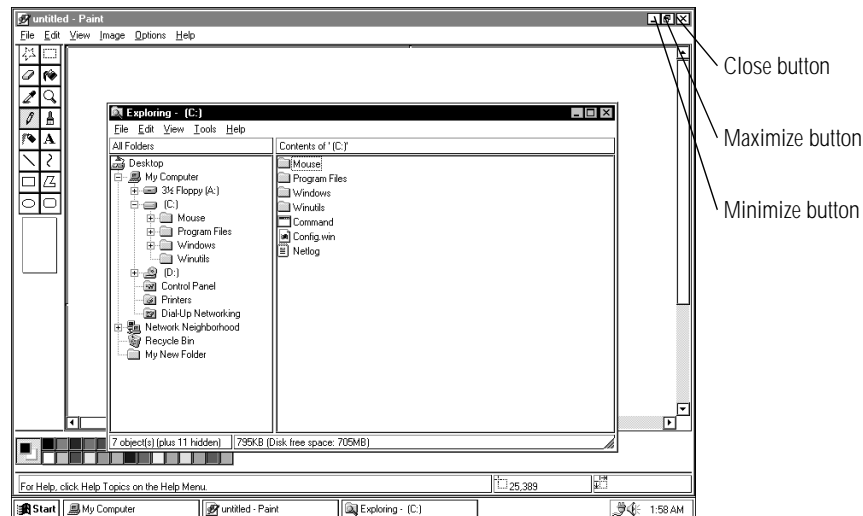 untitled - Paint
File Edit View Image Options Help
Close button
Maximize button
Minimize button
Exploring - (C:)
File Edit View Tools Help
All Folders
Contents of ' (C:)'
Desktop
My Computer
3½ Floppy (A:)
(C:)
Mouse
Program Files
Windows
Winutils
(D:)
Control Panel
Printers
Dial-Up Networking
Network Neighborhood
Recycle Bin
My New Folder
Mouse
Program Files
Windows
Winutils
Command
Config.win
Netlog
7 object(s) (plus 11 hidden) 795KB (Disk free space: 705MB)
For Help, click Help Topics on the Help Menu. 25,389
Start My Computer untitled - Paint Exploring - (C:) 1:58 AM